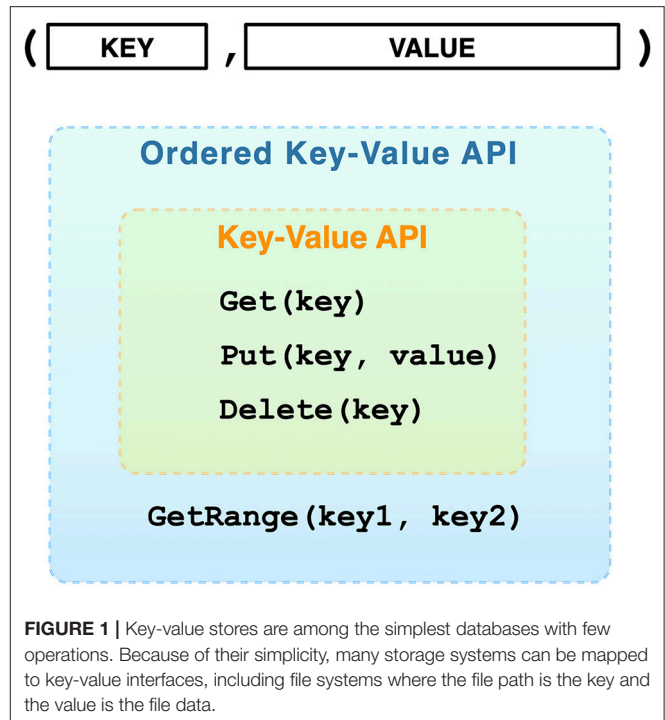 ( KEY , VALUE )
Ordered Key-Value API
Key-Value API
Get(key)
Put(key, value)
Delete(key)
GetRange(key1, key2)
FIGURE 1 | Key-value stores are among the simplest databases with few
operations. Because of their simplicity, many storage systems can be mapped
to key-value interfaces, including file systems where the file path is the key and
the value is the file data.